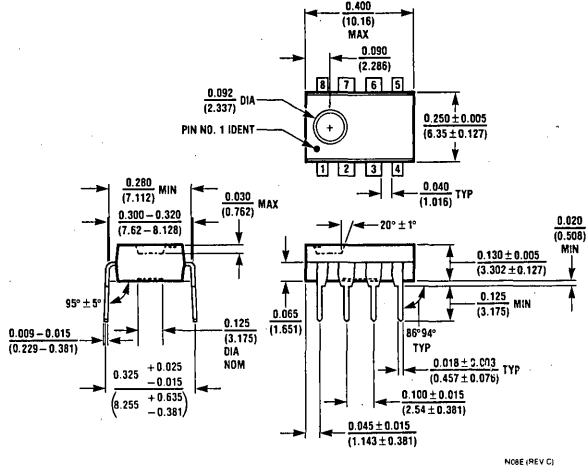 0.400
(10.16)
MAX
0.090
(2.286)
0.092
(2.337)
DIA
8 7 6 5
0.250 ± 0.005
(6.35 ± 0.127)
PIN NO. 1 IDENT
1 2 3 4
0.280
(7.112)
MIN
0.030
(0.762)
MAX
0.040
(1.016)
TYP
0.300 – 0.320
(7.62 – 8.128)
20° ± 1°
0.020
(0.508)
MIN
0.130 ± 0.005
(3.302 ± 0.127)
95° ± 5°
0.065
(1.651)
0.125
(3.175)
MIN
0.009 – 0.015
(0.229 – 0.381)
0.125
(3.175)
DIA
NOM
86°94°
TYP
0.018 ± 0.003
(0.457 ± 0.076)
TYP
0.325 + 0.025
− 0.015
(8.255 + 0.635
− 0.381)
0.100 ± 0.015
(2.54 ± 0.381)
0.045 ± 0.015
(1.143 ± 0.381)
N08E (REV C)